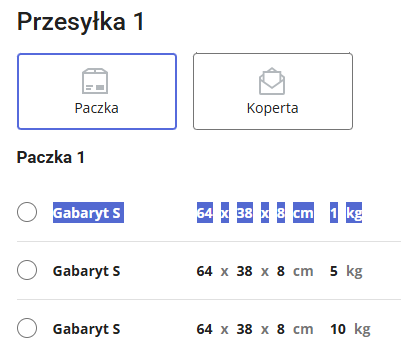 Przesyłka 1
Paczka
Koperta
Paczka 1
Gabaryt S 64 x 38 x 8 cm 1 kg
Gabaryt S 64 x 38 x 8 cm 5 kg
Gabaryt S 64 x 38 x 8 cm 10 kg